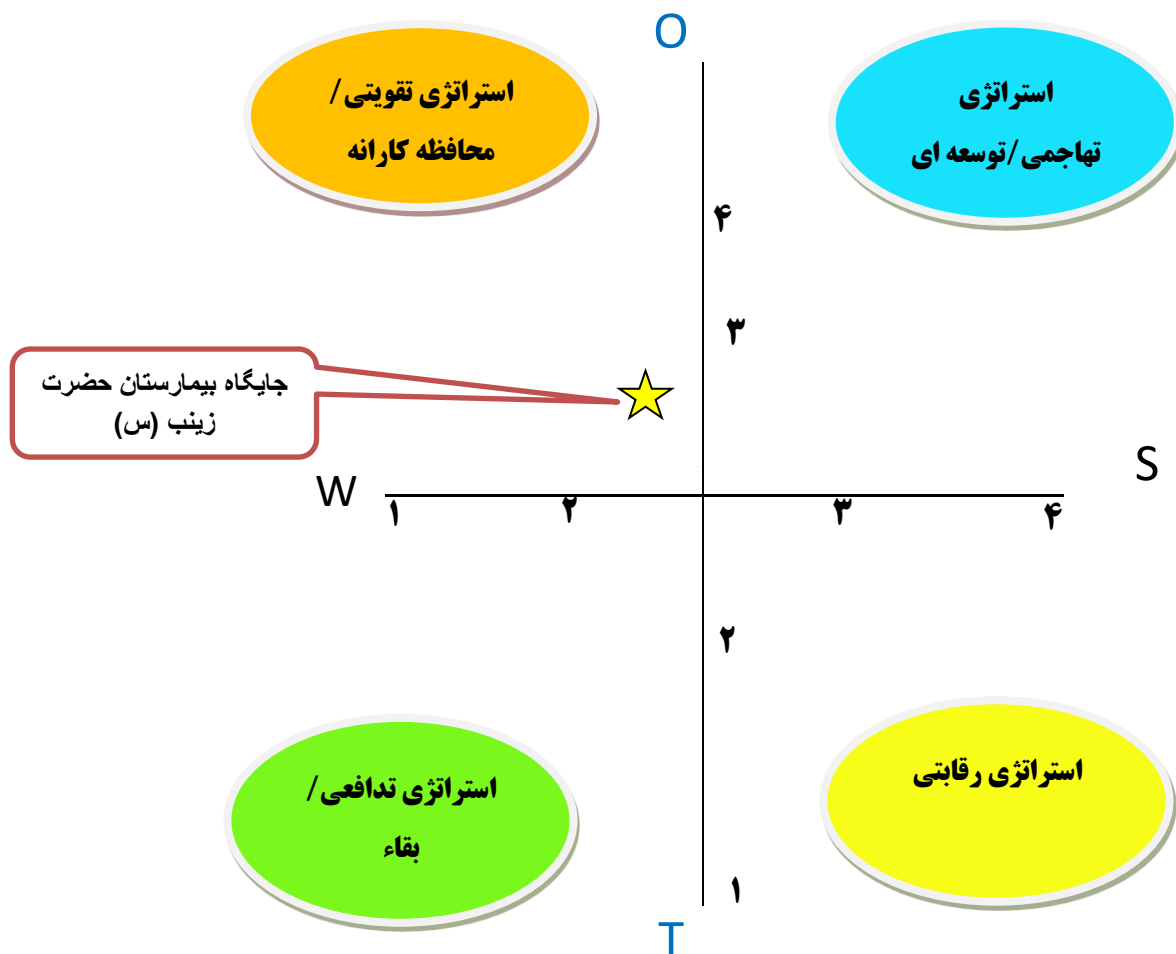 O
استراتژی
تهاجمی/توسعه ای
استراتژی تقویتی/
محافظه کارانه
۴
۳
جایگاه بیمارستان حضرت
زینب (س)
S
W
۱
۲
۳
۴
۲
استراتژی رقابتی
استراتژی تدافعی/
بقاء
۱
T